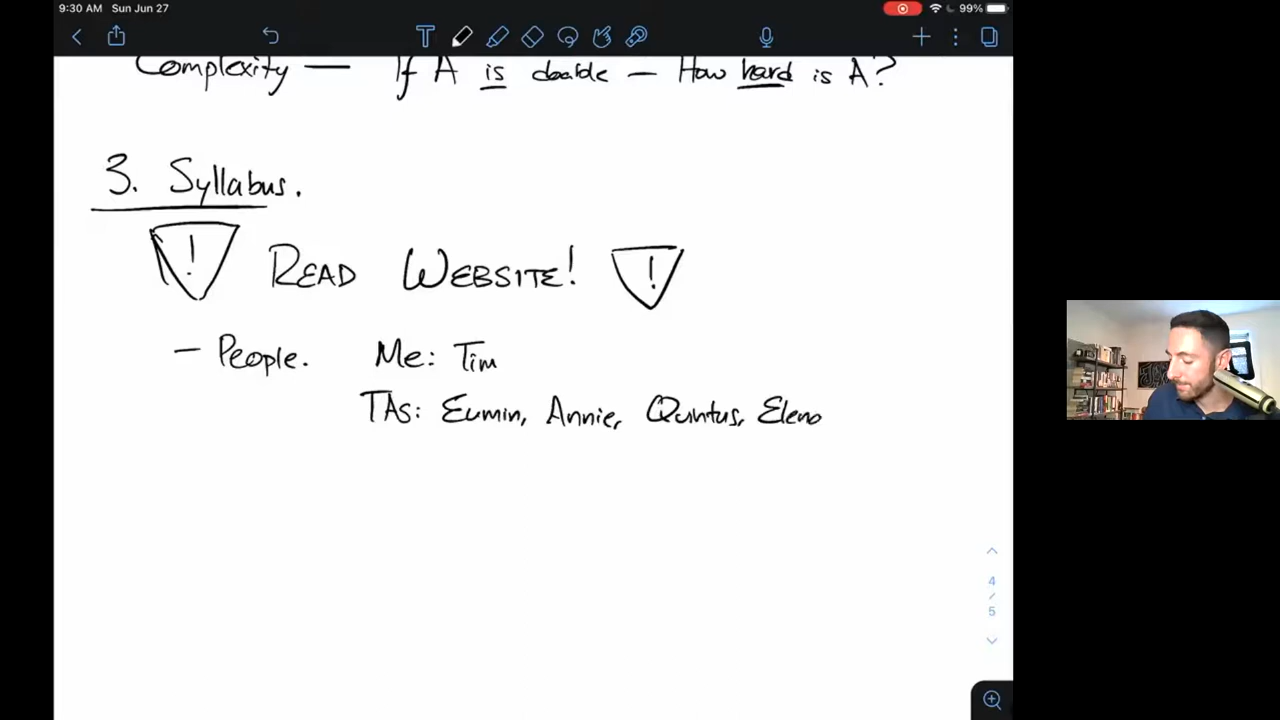 9:30 AM Sun Jun 27
99%
Complexity — If A is decidable — How hard is A?
3. Syllabus.
! READ WEBSITE! !
– People. Me: Tim
TAs: Eumin, Annie, Quintus, Elena
4
/
5